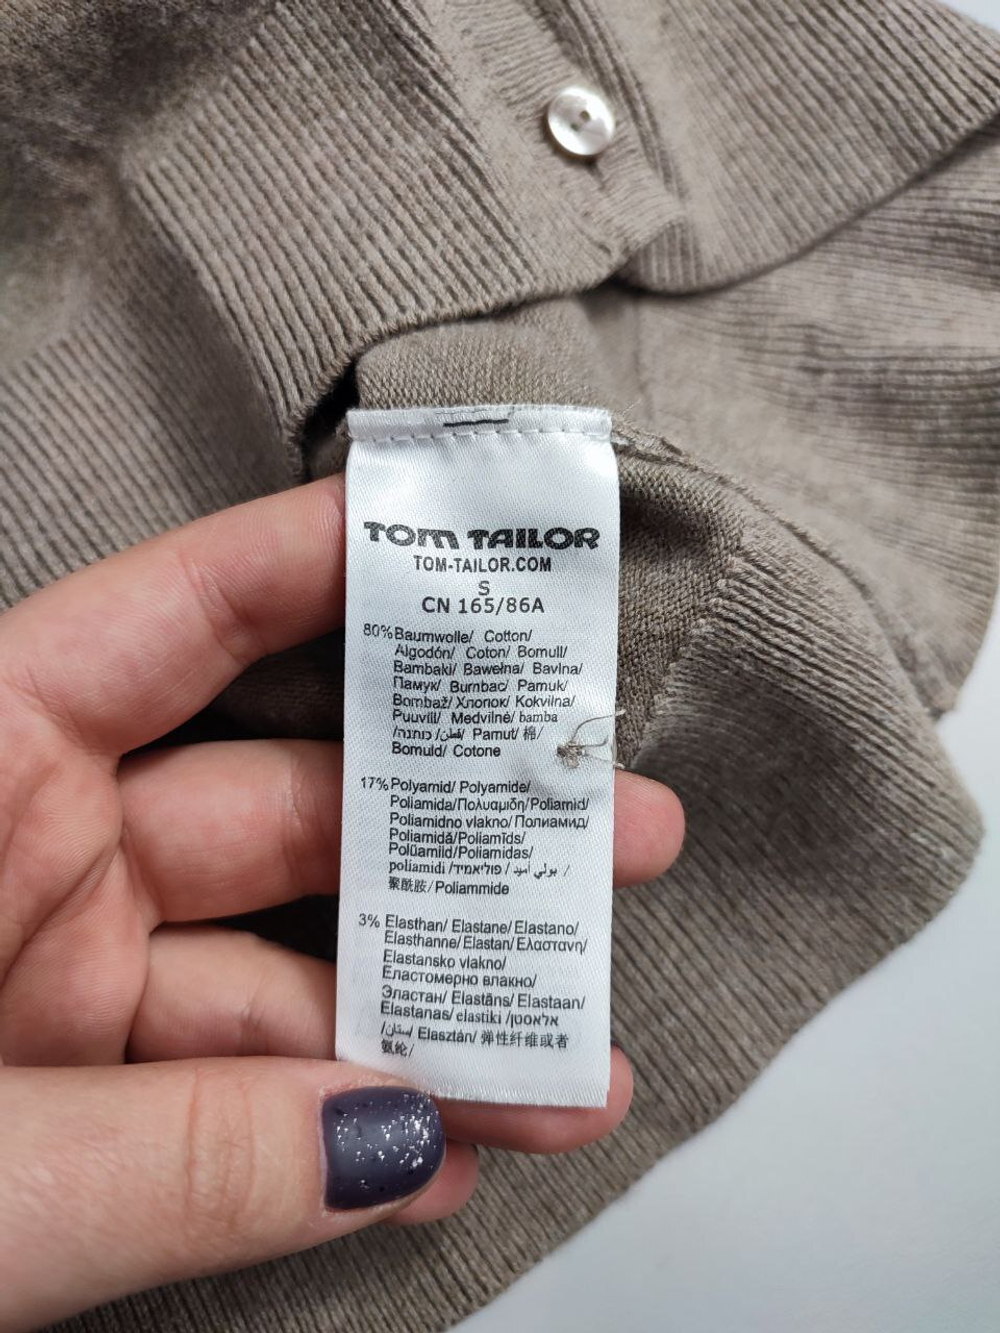 TOM TAILOR
TOM-TAILOR.COM
S
CN 165/86A
80% Baumwolle/ Cotton/
Algodón/ Coton/ Bomull/
Bambaki/ Bawełna/ Bavlna/
Памук/ Bumbac/ Pamuk/
Bombaž/ Хлопок/ Kokvilna/
Puuvill/ Medvilnė/ bamba
/כותנה /قطن/ Pamut/ 棉/
Bomuld/ Cotone
17% Polyamid/ Polyamide/
Poliamida/Πολυαμιδη/Poliamid/
Poliamidno vlakno/ Полиамид/
Poliamidă/Poliamīds/
Polüamiid/Poliamidas/
poliamidi /פוליאמיד / بولي أميد /
聚酰胺/ Poliammide
3% Elasthan/ Elastane/ Elastano/
Elasthanne/ Elastan/ Ελαστανη/
Elastansko vlakno/
Еластомерно влакно/
Эластан/ Elastāns/ Elastaan/
Elastanas/ elastiki /אלאסטן
/ Elasztán/ 弹性纤维或者
氨纶/